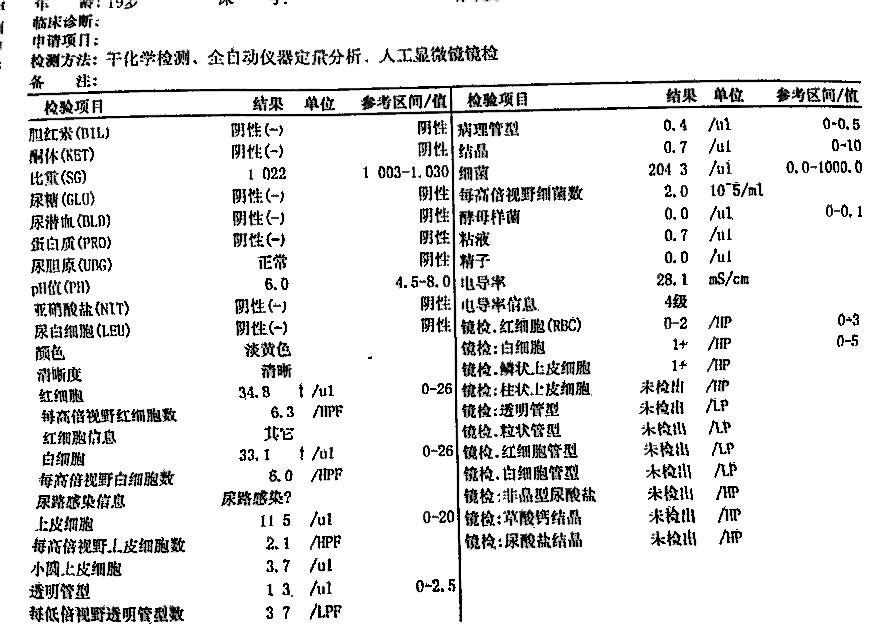 年 龄:19岁
临床诊断:
申请项目:
检测方法: 干化学检测、全自动仪器定量分析、人工显微镜镜检
备 注:
检验项目 结果 单位 参考区间/值
胆红素(BIL) 阴性(-) 阴性
酮体(KET) 阴性(-) 阴性
比重(SG) 1 022 1 003-1.030
尿糖(GLU) 阴性(-) 阴性
尿潜血(BLD) 阴性(-) 阴性
蛋白质(PRO) 阴性(-) 阴性
尿胆原(UBG) 正常 阴性
pH值(PH) 6.0 4.5-8.0
亚硝酸盐(NIT) 阴性(-) 阴性
尿白细胞(LEU) 阴性(-) 阴性
颜色 淡黄色
清晰度 清晰
红细胞 34.8 ↑ /ul 0-26
每高倍视野红细胞数 6.3 /HPF
红细胞信息 其它
白细胞 33.1 ↑ /ul 0-26
每高倍视野白细胞数 6.0 /HPF
尿路感染信息 尿路感染?
上皮细胞 11 5 /ul 0-20
每高倍视野上皮细胞数 2.1 /HPF
小圆上皮细胞 3.7 /ul
透明管型 1 3 /ul 0-2.5
每低倍视野透明管型数 3 7 /LPF
检验项目 结果 单位 参考区间/值
病理管型 0.4 /ul 0-0.5
结晶 0.7 /ul 0-10
细菌 204 3 /ul 0.0-1000.0
每高倍视野细菌数 2.0 10^5/ml
酵母样菌 0.0 /ul 0-0.1
粘液 0.7 /ul
精子 0.0 /ul
电导率 28.1 mS/cm
电导率信息 4级
镜检.红细胞(RBC) 0-2 /HP 0-3
镜检:白细胞 1+ /HP 0-5
镜检:鳞状上皮细胞 1+ /HP
镜检:柱状上皮细胞 未检出 /HP
镜检:透明管型 未检出 /LP
镜检.粒状管型 未检出 /LP
镜检.红细胞管型 未检出 /LP
镜检.白细胞管型 未检出 /LP
镜检:非晶型尿酸盐 未检出 /HP
镜检:草酸钙结晶 未检出 /HP
镜检:尿酸盐结晶 未检出 /HP